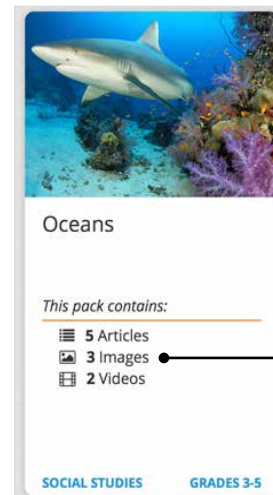 Oceans
This pack contains:
5 Articles
3 Images
2 Videos
SOCIAL STUDIES GRADES 3-5